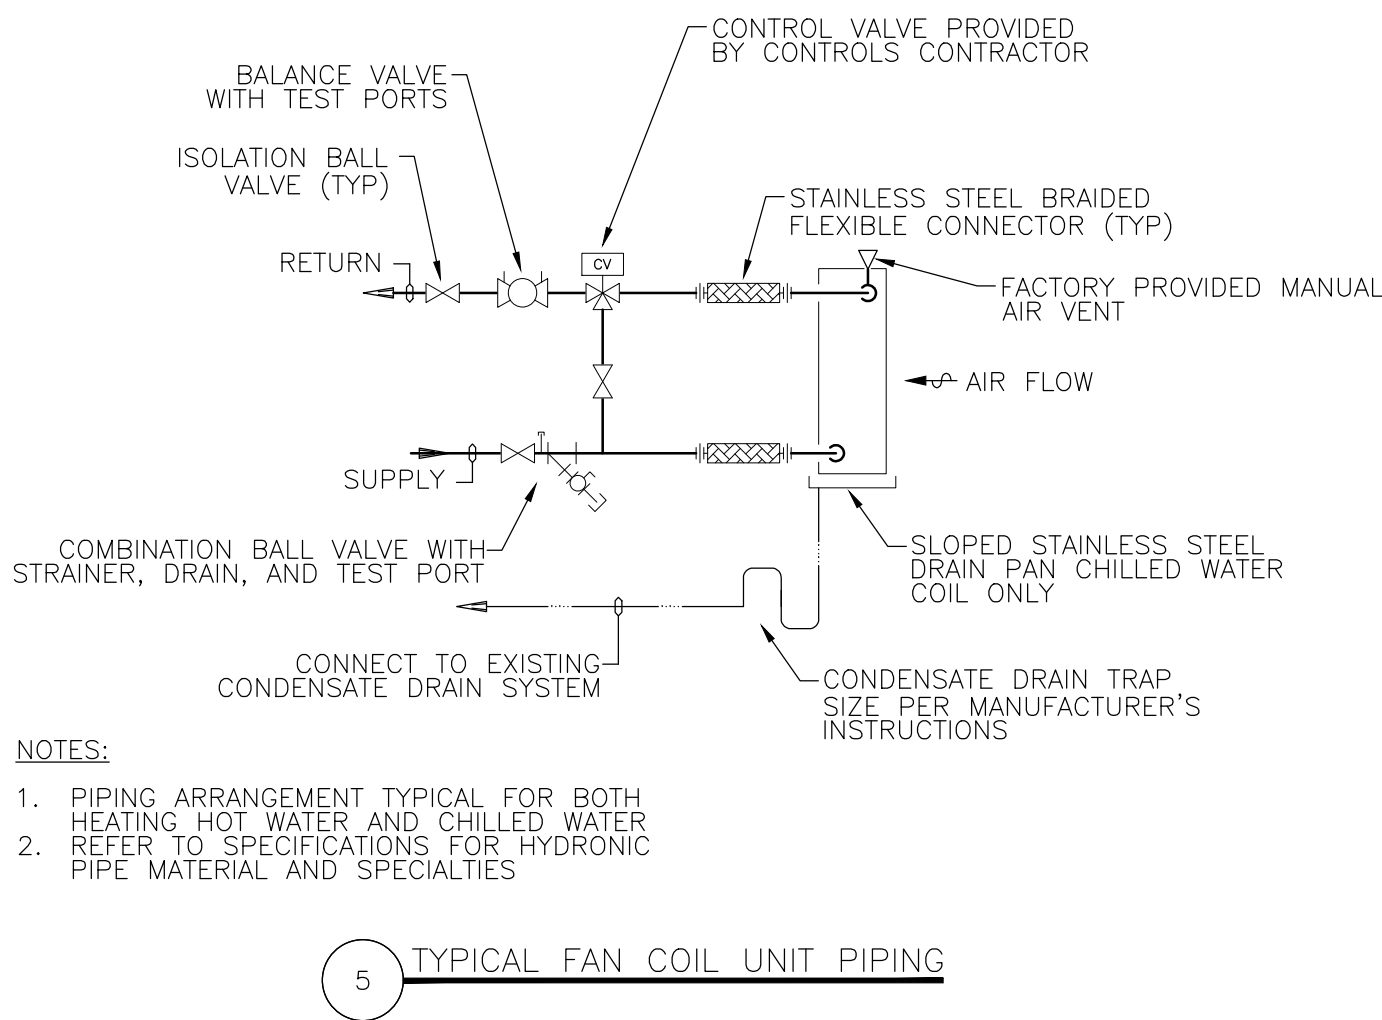 CONTROL VALVE PROVIDED
BY CONTROLS CONTRACTOR
BALANCE VALVE
WITH TEST PORTS
ISOLATION BALL
VALVE (TYP)
STAINLESS STEEL BRAIDED
FLEXIBLE CONNECTOR (TYP)
RETURN
CV
FACTORY PROVIDED MANUAL
AIR VENT
AIR FLOW
SUPPLY
COMBINATION BALL VALVE WITH
STRAINER, DRAIN, AND TEST PORT
SLOPED STAINLESS STEEL
DRAIN PAN CHILLED WATER
COIL ONLY
CONNECT TO EXISTING
CONDENSATE DRAIN SYSTEM
CONDENSATE DRAIN TRAP
SIZE PER MANUFACTURER'S
INSTRUCTIONS
NOTES:
1. PIPING ARRANGEMENT TYPICAL FOR BOTH
HEATING HOT WATER AND CHILLED WATER
2. REFER TO SPECIFICATIONS FOR HYDRONIC
PIPE MATERIAL AND SPECIALTIES
5 TYPICAL FAN COIL UNIT PIPING